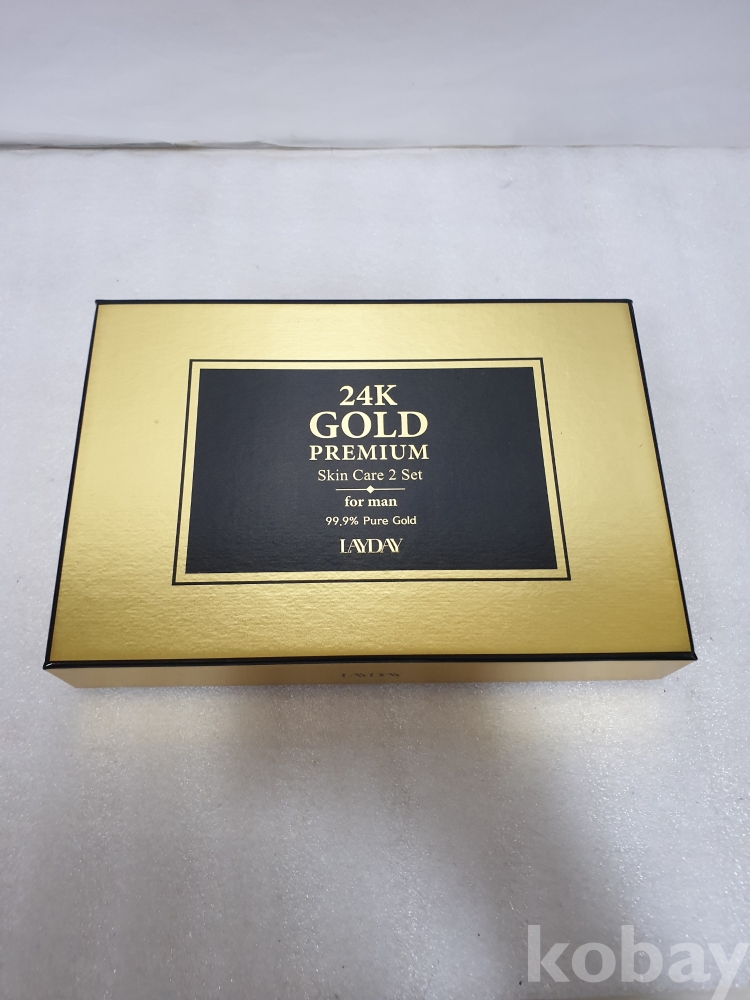 24K
GOLD
PREMIUM
Skin Care 2 Set
for man
99.9% Pure Gold
LAYDAY
kobay